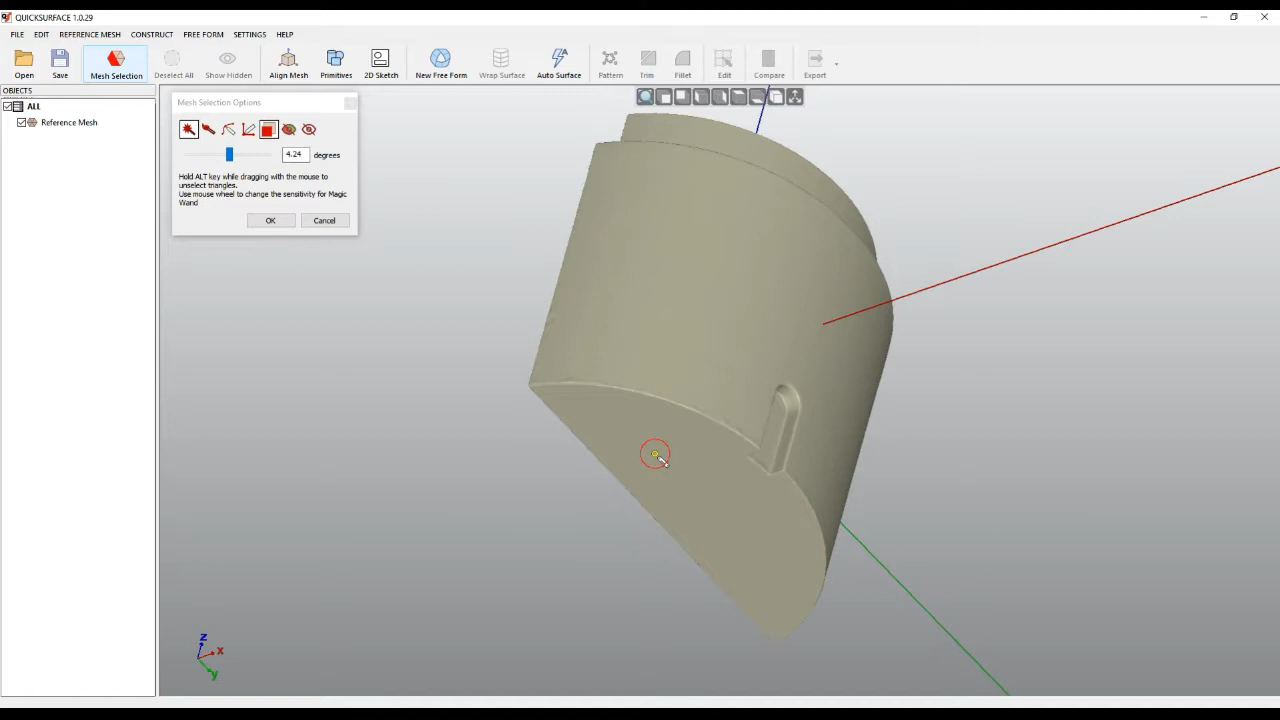 QUICKSURFACE 1.0.29
FILE EDIT REFERENCE MESH CONSTRUCT FREE FORM SETTINGS HELP
Open Save Mesh Selection Deselect All Show Hidden Align Mesh Primitives 2D Sketch New Free Form Wrap Surface Auto Surface Pattern Trim Fillet Edit Compare Export
OBJECTS
ALL
Reference Mesh
Mesh Selection Options
4.24 degrees
Hold ALT key while dragging with the mouse to
unselect triangles.
Use mouse wheel to change the sensitivity for Magic
Wand
OK Cancel
z
x
y